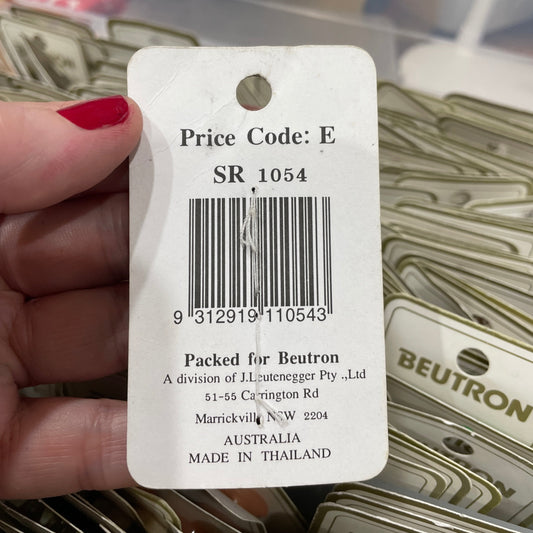 Price Code: E
SR 1054
9 312919 110543
Packed for Beutron
A division of J.Leutenegger Pty .,Ltd
51-55 Carrington Rd
Marrickville NSW 2204
AUSTRALIA
MADE IN THAILAND
BEUTRON